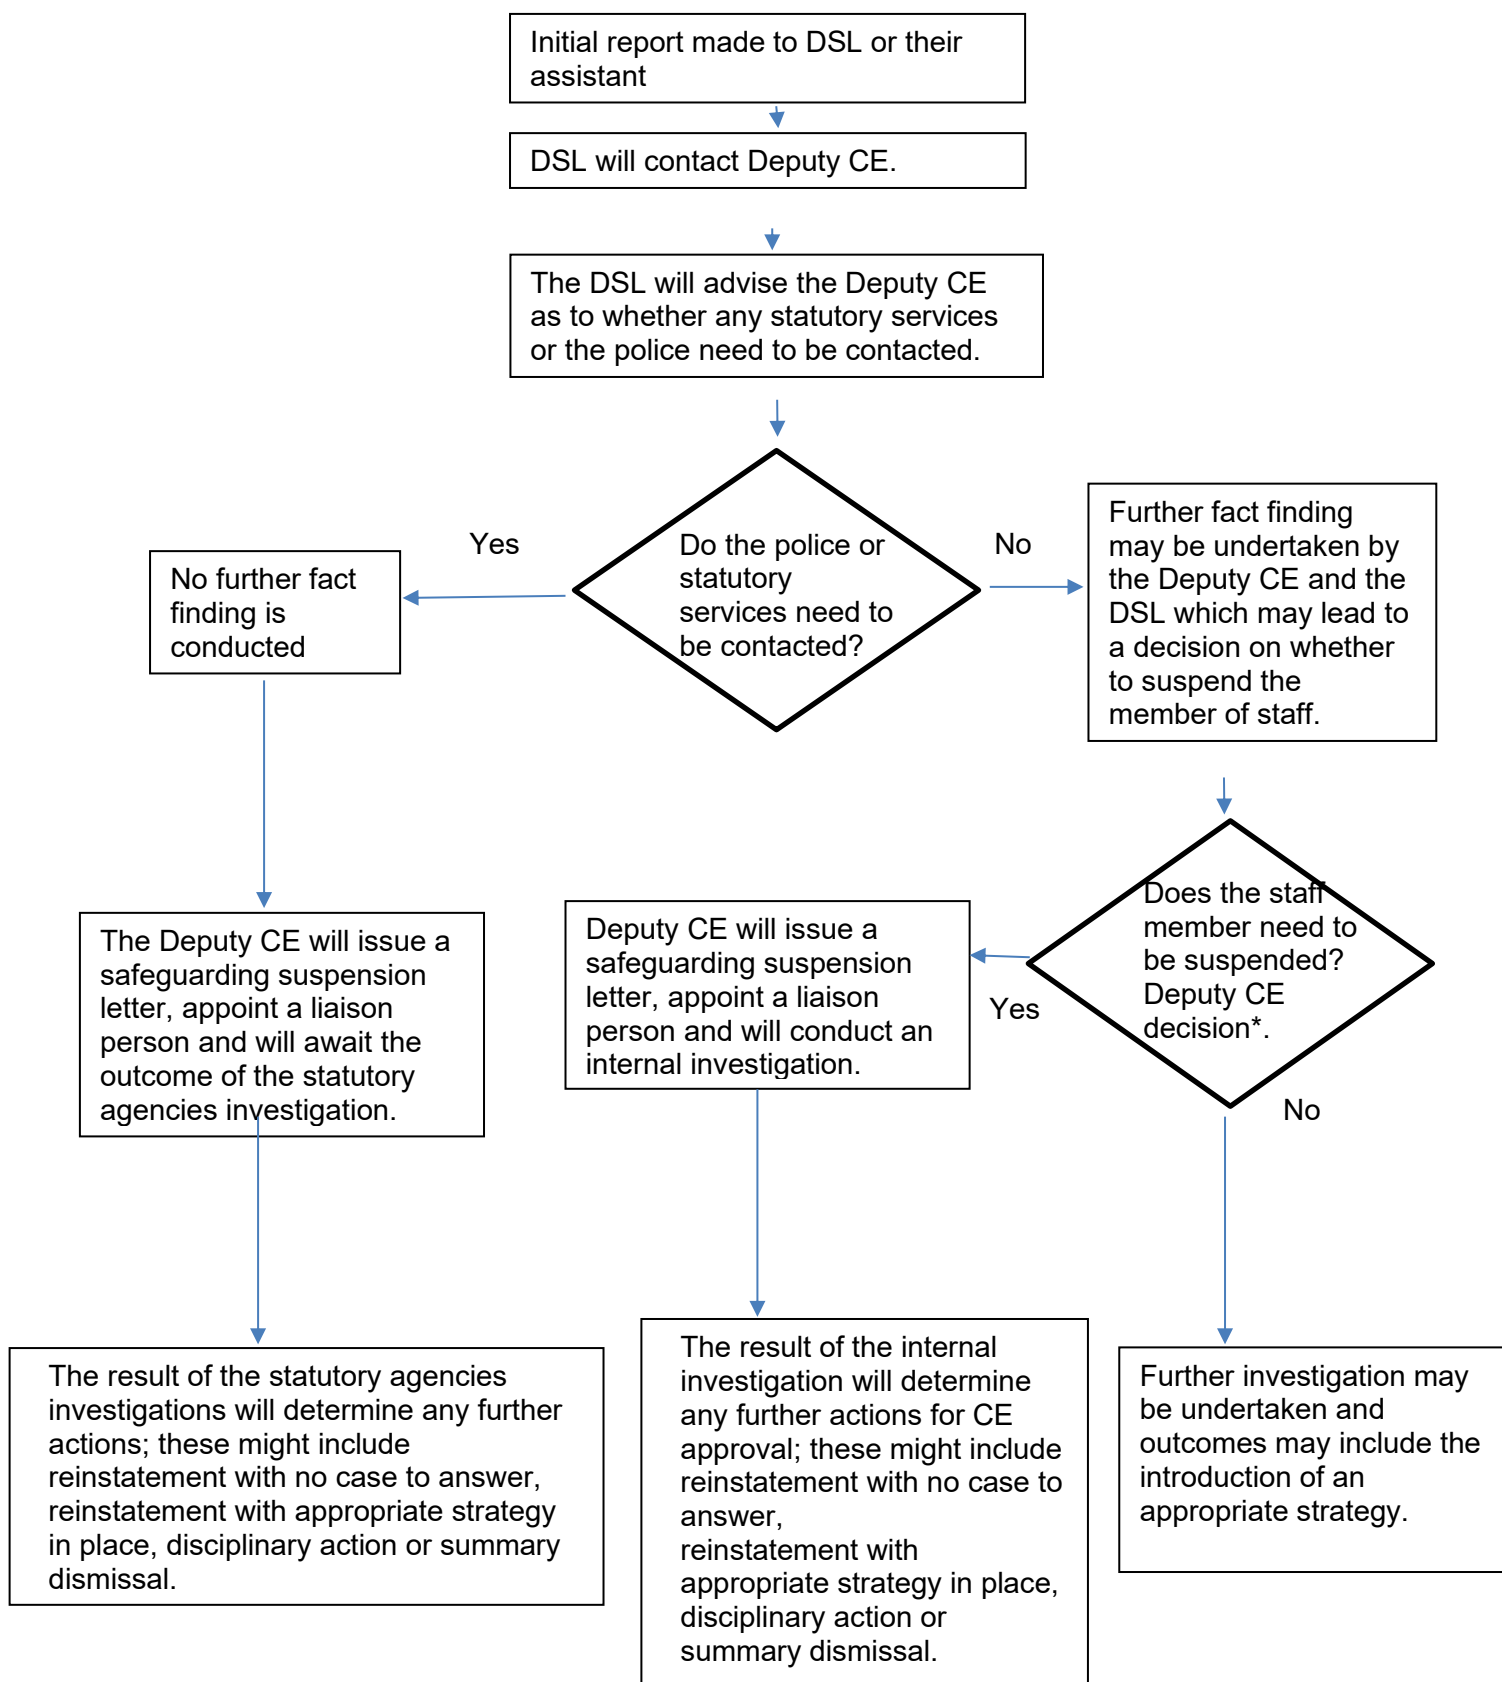 Initial report made to DSL or their
assistant
DSL will contact Deputy CE.
The DSL will advise the Deputy CE
as to whether any statutory services
or the police need to be contacted.
Yes
Do the police or
statutory
services need to
be contacted?
No
No further fact
finding is
conducted
Further fact finding
may be undertaken by
the Deputy CE and the
DSL which may lead to
a decision on whether
to suspend the
member of staff.
Does the staff
member need to
be suspended?
Deputy CE
decision*.
Yes
No
The Deputy CE will issue a
safeguarding suspension
letter, appoint a liaison
person and will await the
outcome of the statutory
agencies investigation.
Deputy CE will issue a
safeguarding suspension
letter, appoint a liaison
person and will conduct an
internal investigation.
The result of the statutory agencies
investigations will determine any further
actions; these might include
reinstatement with no case to answer,
reinstatement with appropriate strategy
in place, disciplinary action or summary
dismissal.
The result of the internal
investigation will determine
any further actions for CE
approval; these might include
reinstatement with no case to
answer,
reinstatement with
appropriate strategy in place,
disciplinary action or
summary dismissal.
Further investigation may
be undertaken and
outcomes may include the
introduction of an
appropriate strategy.